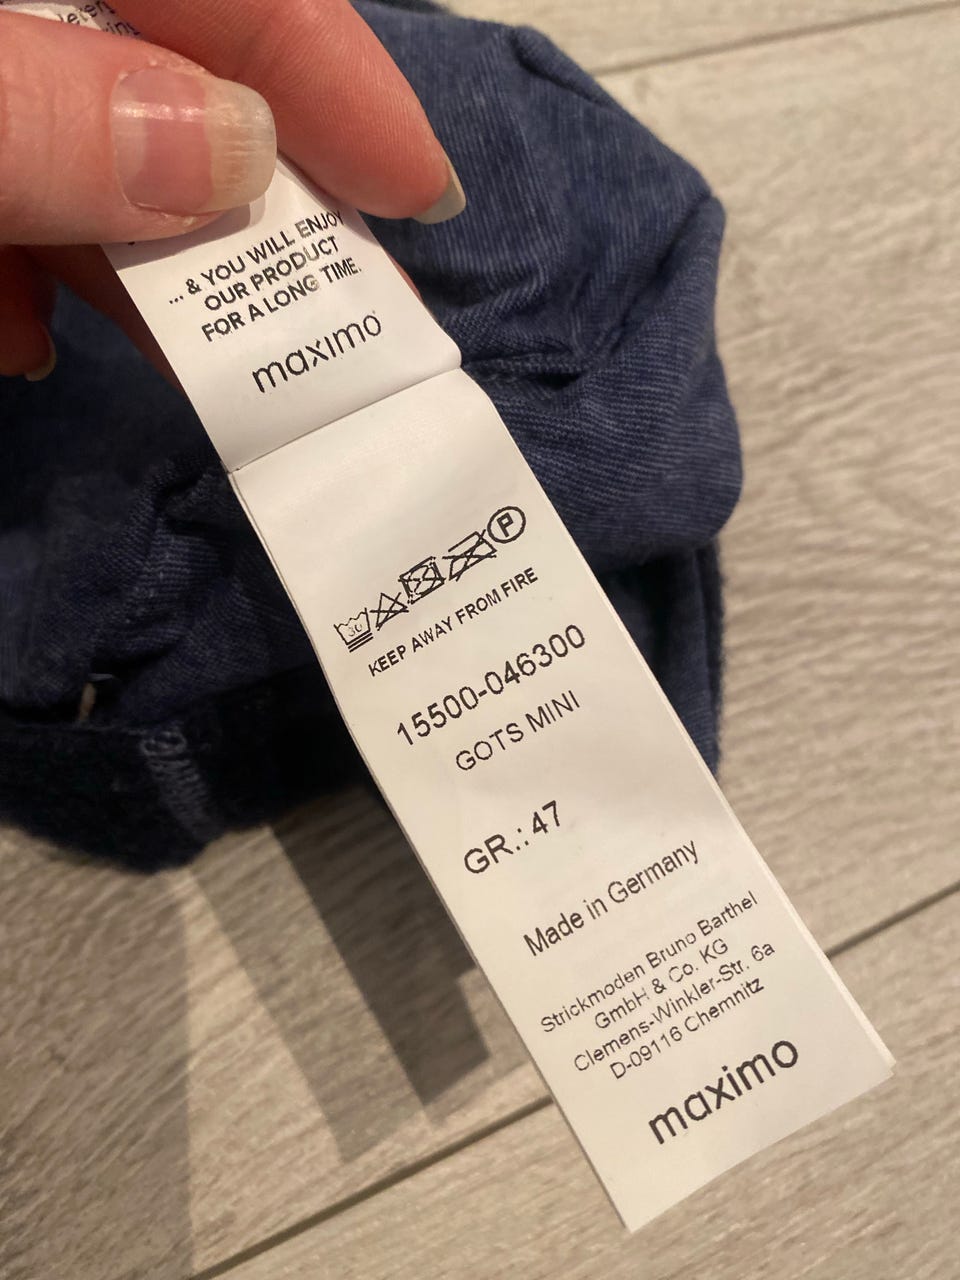 ... & YOU WILL ENJOY
OUR PRODUCT
FOR A LONG TIME.
maximo
30
P
KEEP AWAY FROM FIRE
15500-046300
GOTS MINI
GR.: 47
Made in Germany
Strickmoden Bruno Barthel
GmbH & Co. KG
Clemens-Winkler-Str. 6a
D-09116 Chemnitz
maximo